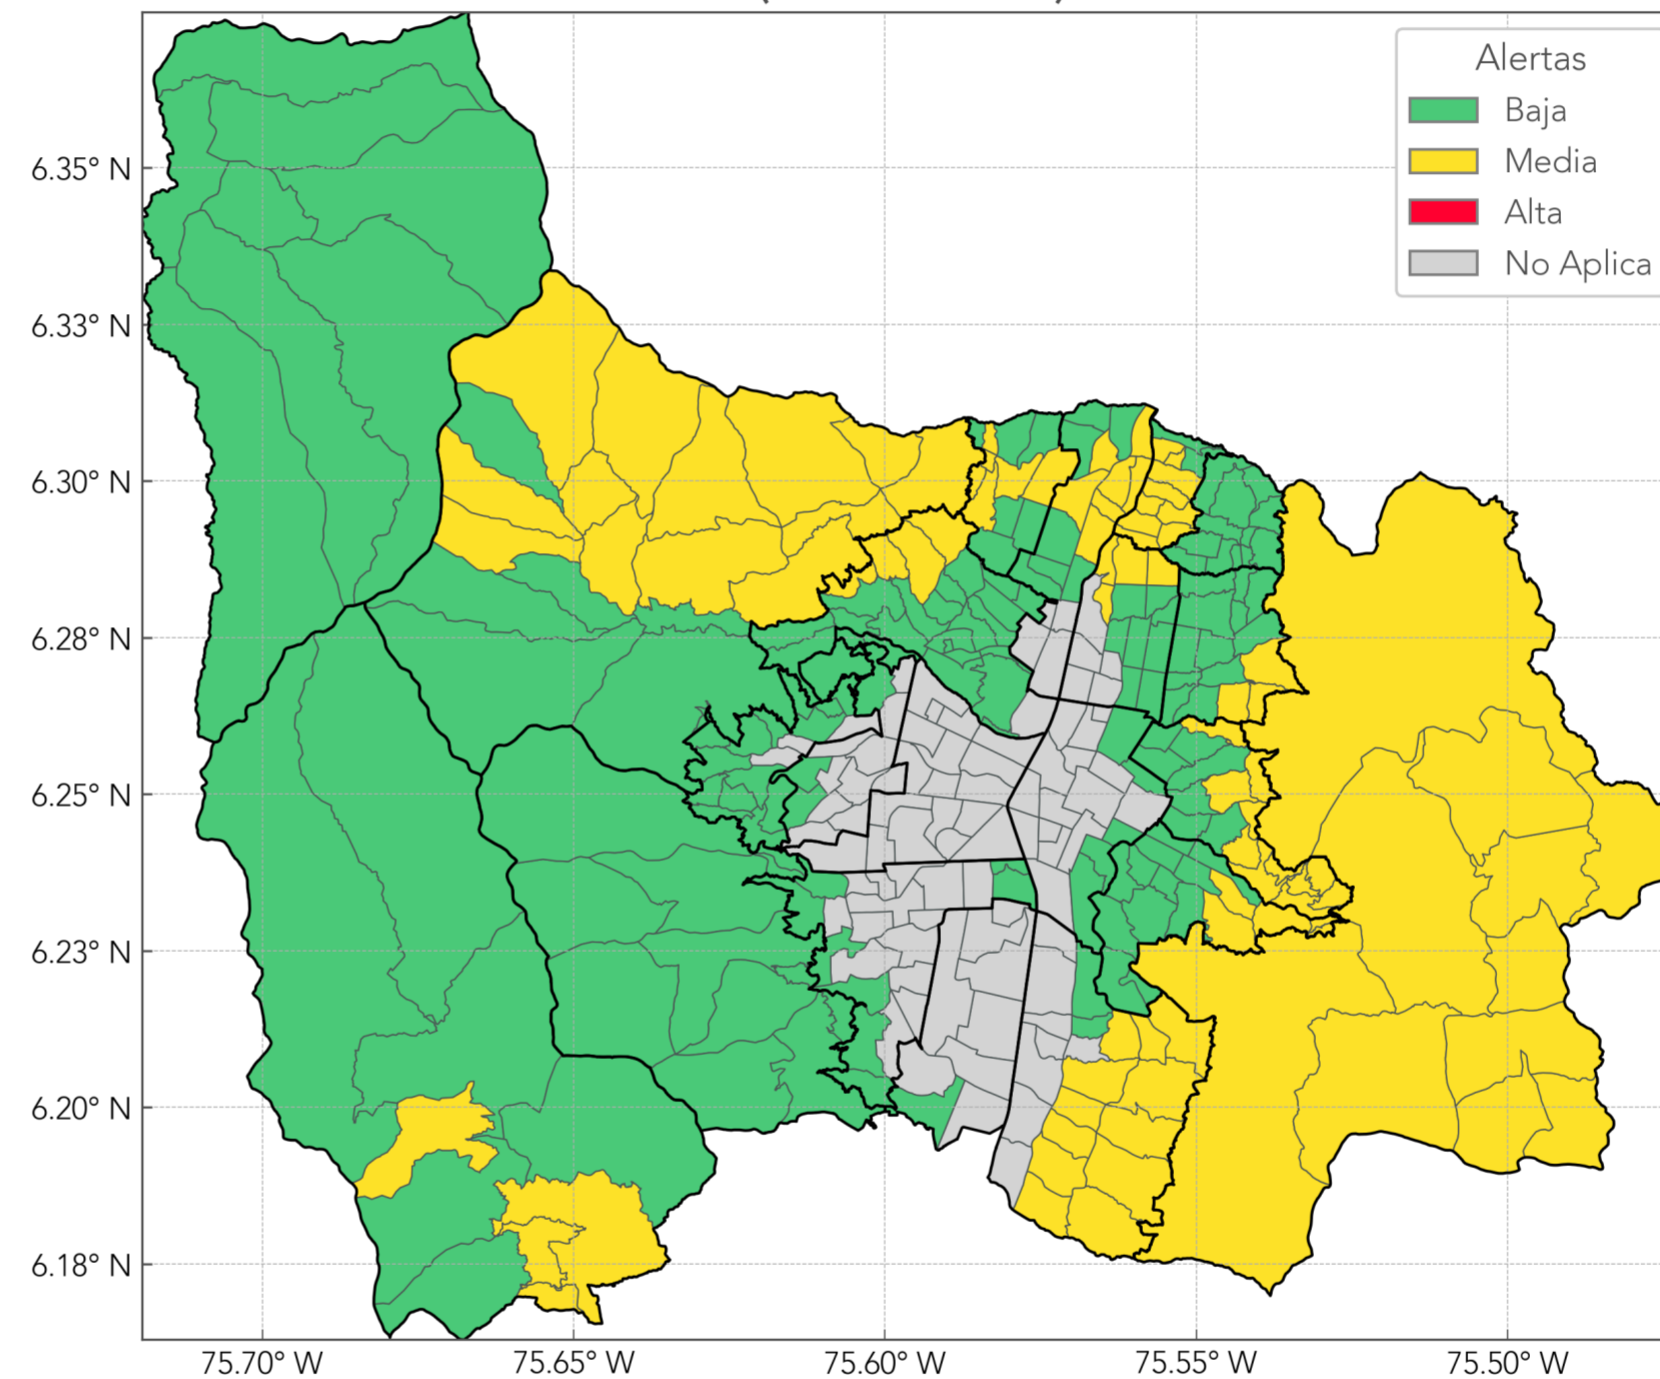 Alertas
Baja
Media
Alta
No Aplica
6.35° N
6.33° N
6.30° N
6.28° N
6.25° N
6.23° N
6.20° N
6.18° N
75.70° W 75.65° W 75.60° W 75.55° W 75.50° W